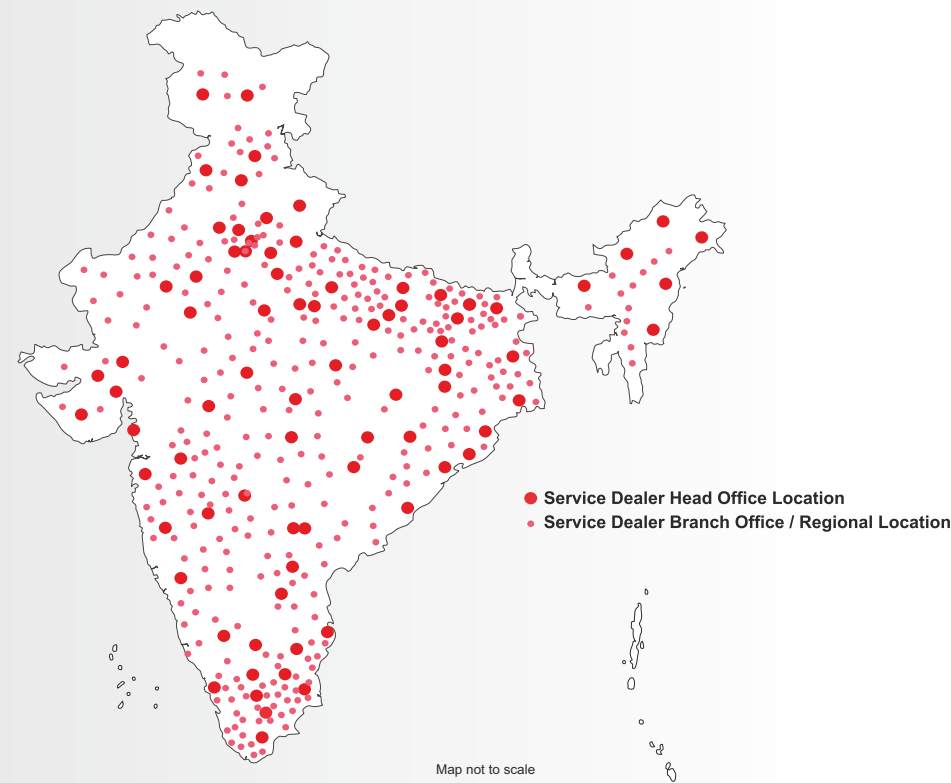 Service Dealer Head Office Location
Service Dealer Branch Office / Regional Location
Map not to scale